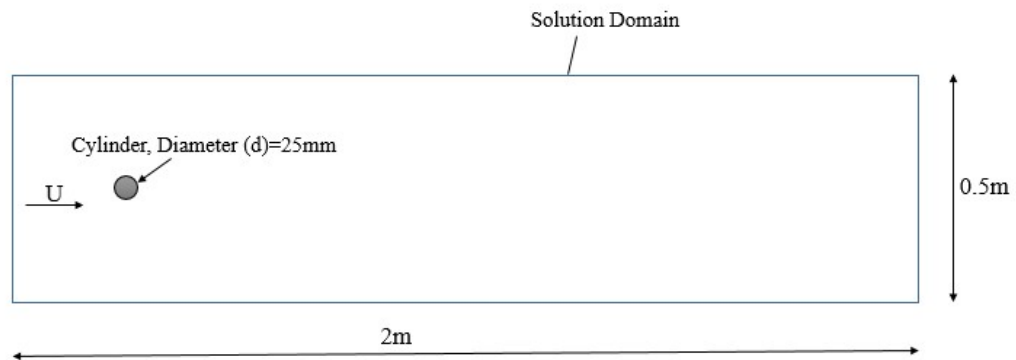 Solution Domain
Cylinder, Diameter (d)=25mm
U
0.5m
2m